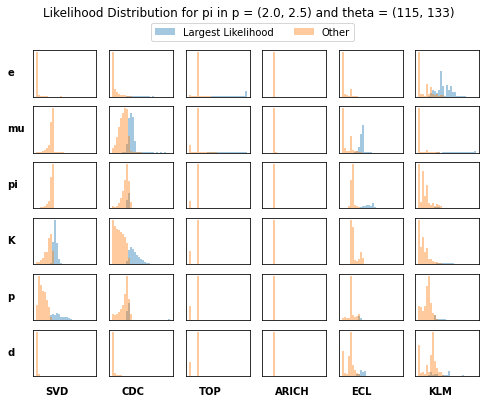 Likelihood Distribution for pi in p = (2.0, 2.5) and theta = (115, 133)
Largest Likelihood Other
e
mu
pi
K
p
d
SVD CDC TOP ARICH ECL KLM